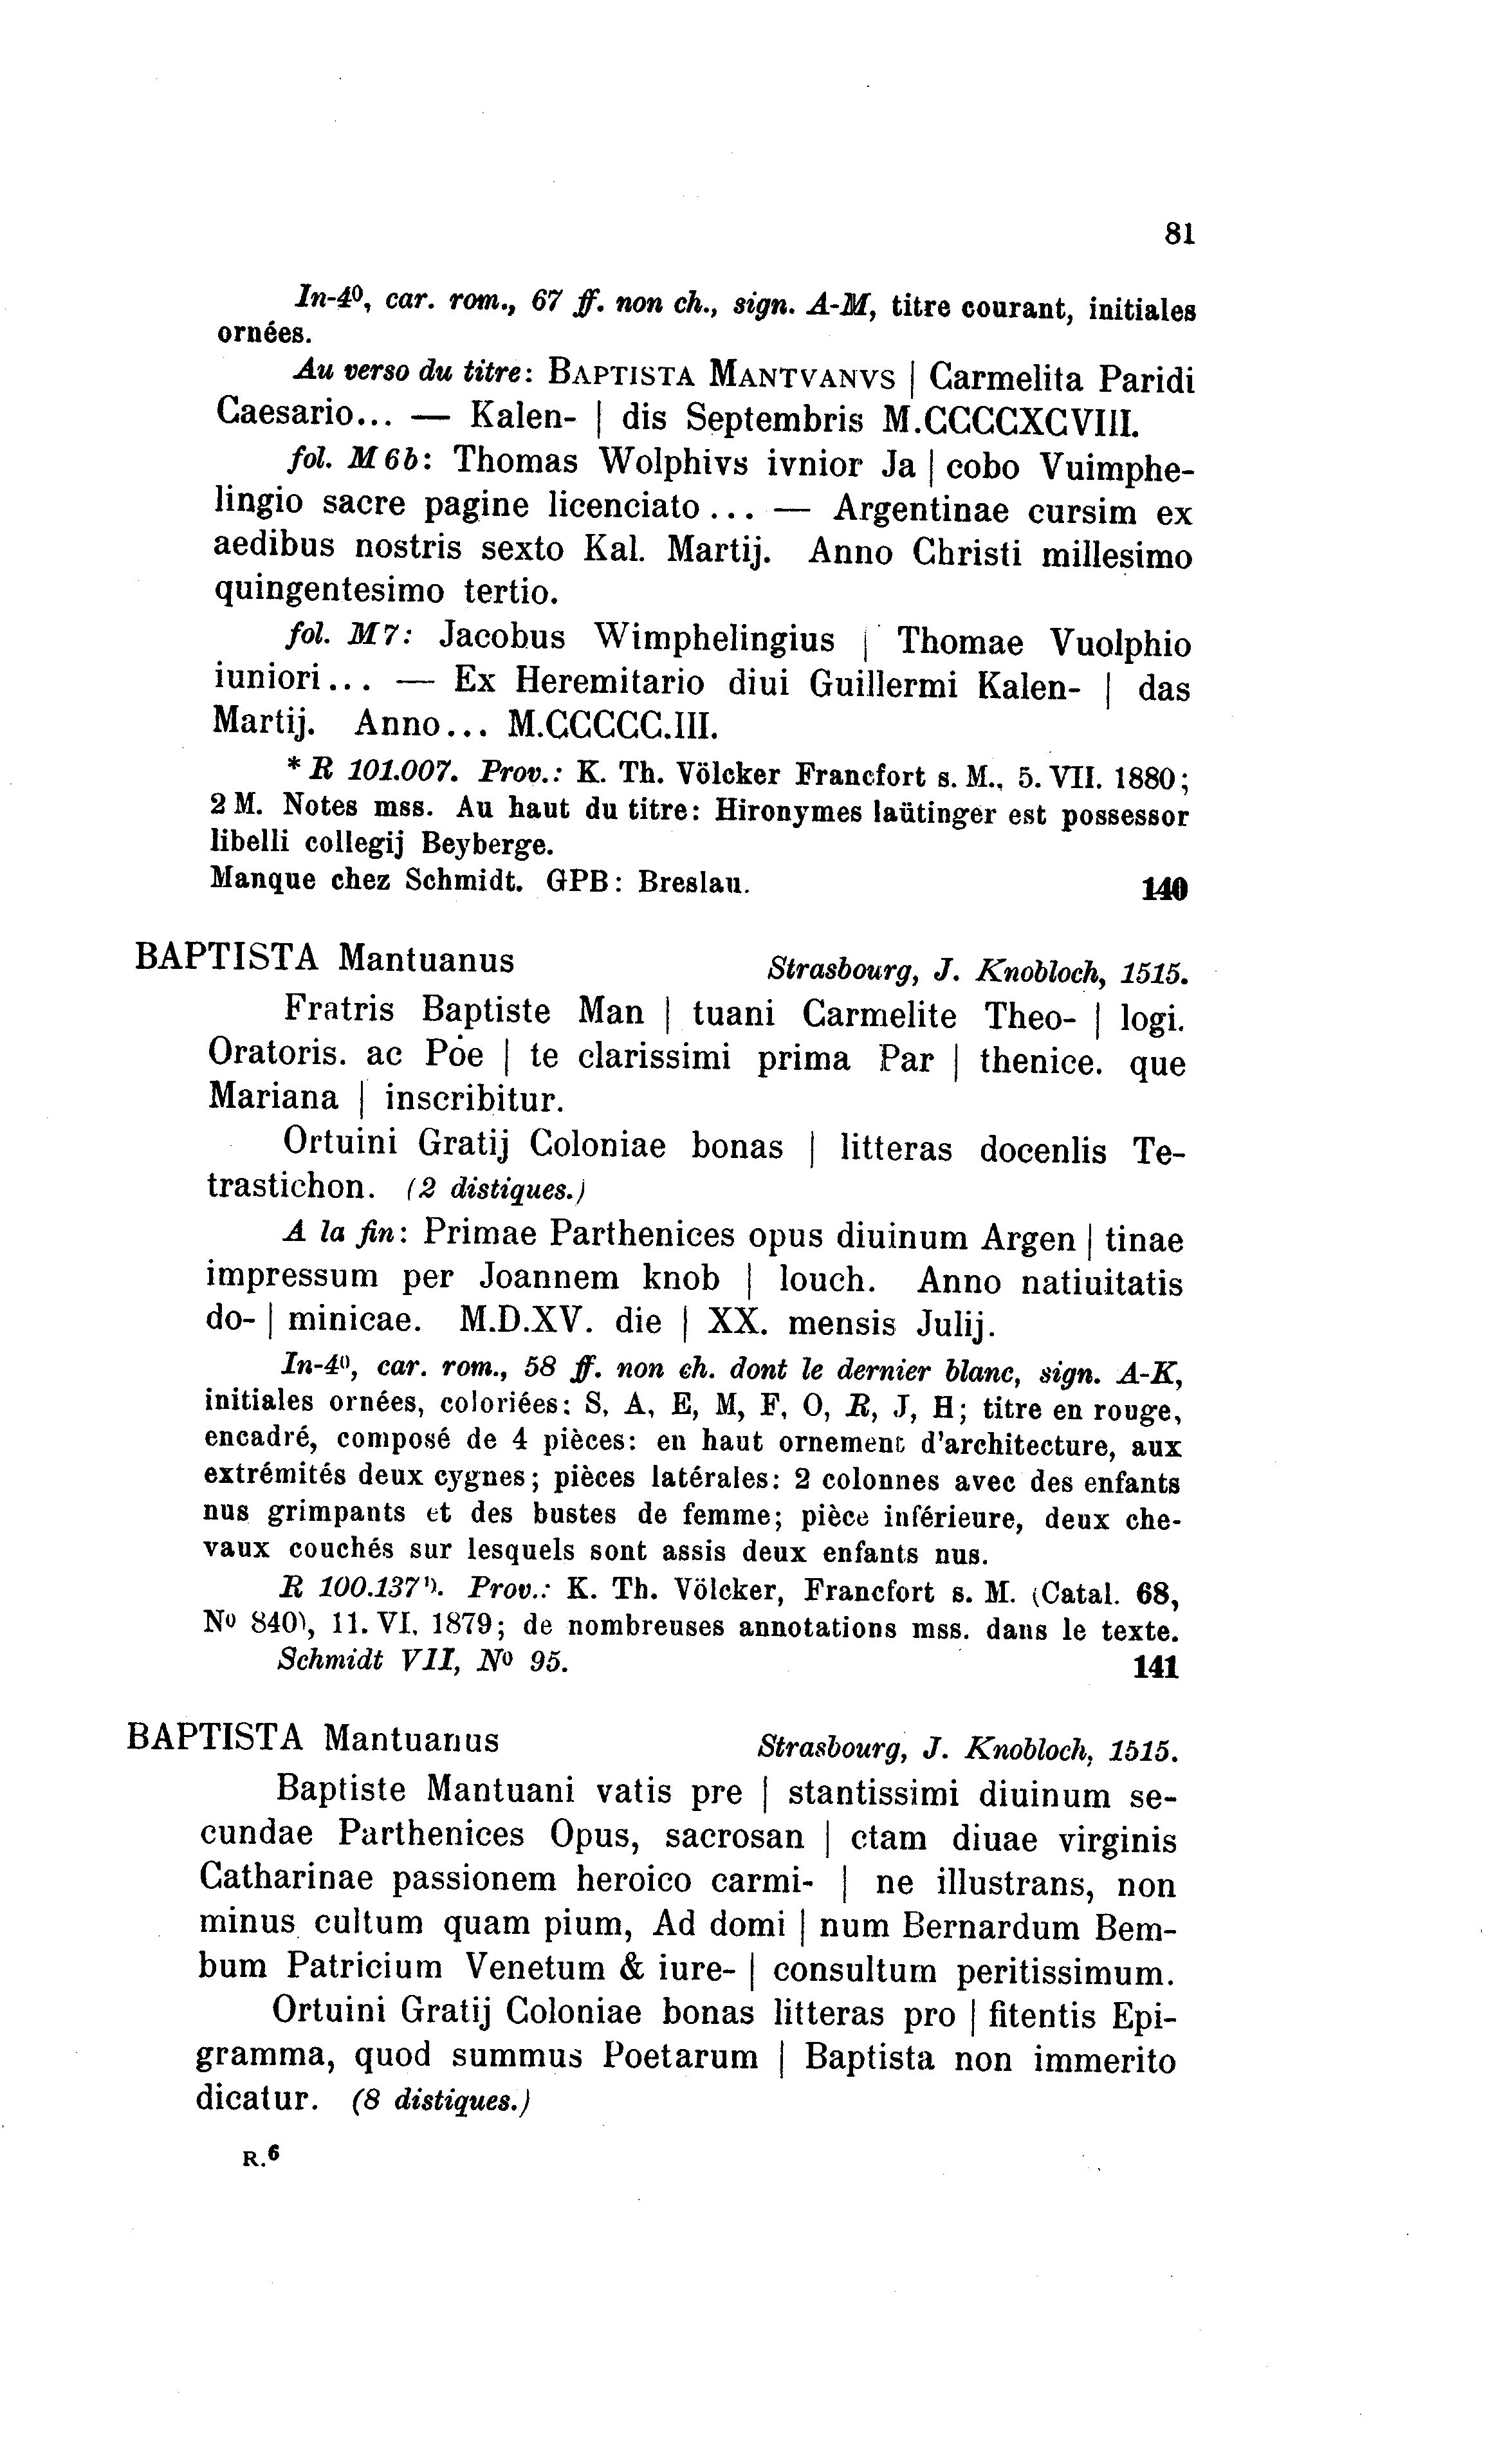 81
In-4⁰, car. rom., 67 ff. non ch., sign. A-M, titre courant, initiales
ornées.
Au verso du titre: BAPTISTA MANTVANVS | Carmelita Paridi
Caesario... — Kalen- | dis Septembris M.CCCCXCVIII.
fol. M 6b: Thomas Wolphivs ivnior Ja | cobo Vuimphe-
lingio sacre pagine licenciato ... — Argentinae cursim ex
aedibus nostris sexto Kal. Martij. Anno Christi millesimo
quingentesimo tertio.
fol. M 7: Jacobus Wimphelingius | Thomae Vuolphio
iuniori... — Ex Heremitario diui Guillermi Kalen- | das
Martij. Anno... M.CCCCC.III.
* R 101.007. Prov.: K. Th. Völcker Francfort s. M., 5. VII. 1880;
2 M. Notes mss. Au haut du titre: Hironymes laütinger est possessor
libelli collegij Beyberge.
Manque chez Schmidt. GPB: Breslau. 140
BAPTISTA Mantuanus Strasbourg, J. Knobloch, 1515.
Fratris Baptiste Man | tuani Carmelite Theo- | logi.
Oratoris. ac Poe | te clarissimi prima Par | thenice. que
Mariana | inscribitur.
Ortuini Gratij Coloniae bonas | litteras docenlis Te-
trastichon. (2 distiques.)
A la fin: Primae Parthenices opus diuinum Argen | tinae
impressum per Joannem knob | louch. Anno natiuitatis
do- | minicae. M.D.XV. die | XX. mensis Julij.
In-4⁰, car. rom., 58 ff. non ch. dont le dernier blanc, sign. A-K,
initiales ornées, coloriées: S, A, E, M, F, O, R, J, H; titre en rouge,
encadré, composé de 4 pièces: en haut ornement d'architecture, aux
extrémités deux cygnes; pièces latérales: 2 colonnes avec des enfants
nus grimpants et des bustes de femme; pièce inférieure, deux che-
vaux couchés sur lesquels sont assis deux enfants nus.
R 100.137¹). Prov.: K. Th. Völcker, Francfort s. M. (Catal. 68,
N⁰ 840), 11. VI. 1879; de nombreuses annotations mss. dans le texte.
Schmidt VII, N⁰ 95. 141
BAPTISTA Mantuanus Strasbourg, J. Knobloch, 1515.
Baptiste Mantuani vatis pre | stantissimi diuinum se-
cundae Parthenices Opus, sacrosan | ctam diuae virginis
Catharinae passionem heroico carmi- | ne illustrans, non
minus cultum quam pium, Ad domi | num Bernardum Bem-
bum Patricium Venetum & iure- | consultum peritissimum.
Ortuini Gratij Coloniae bonas litteras pro | fitentis Epi-
gramma, quod summus Poetarum | Baptista non immerito
dicatur. (8 distiques.)
R.6